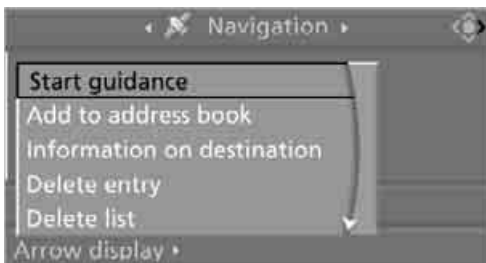 Navigation
Start guidance
Add to address book
Information on destination
Delete entry
Delete list
Arrow display